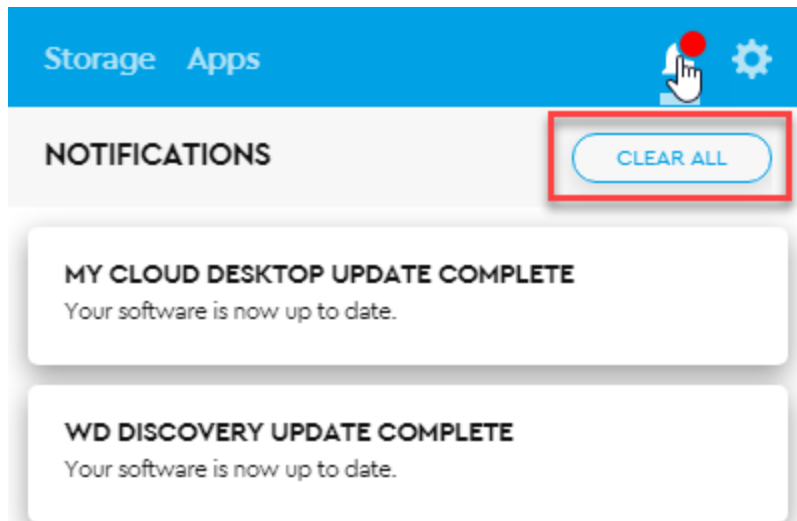 Storage Apps
NOTIFICATIONS
CLEAR ALL
MY CLOUD DESKTOP UPDATE COMPLETE
Your software is now up to date.
WD DISCOVERY UPDATE COMPLETE
Your software is now up to date.